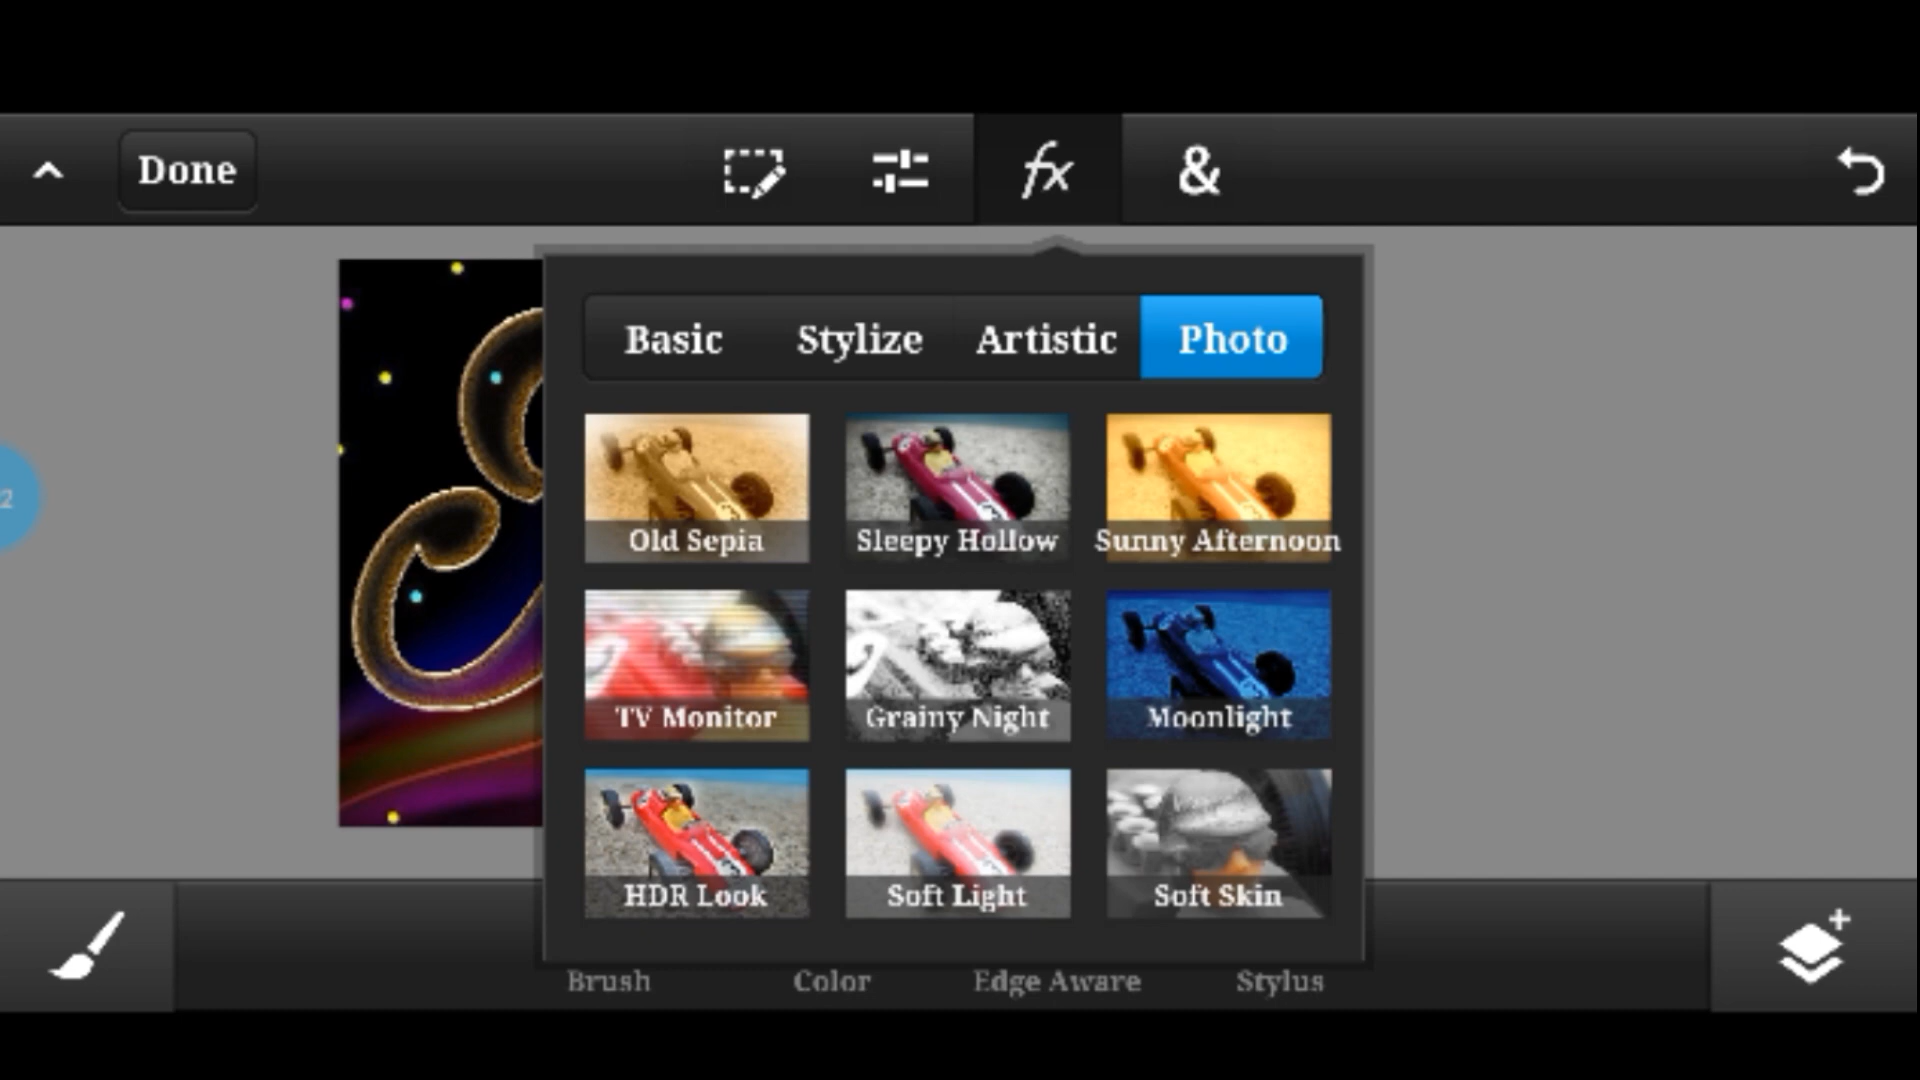 Done
fx
&
Basic Stylize Artistic Photo
Old Sepia Sleepy Hollow Sunny Afternoon
TV Monitor Grainy Night Moonlight
HDR Look Soft Light Soft Skin
2
Brush Color Edge Aware Stylus